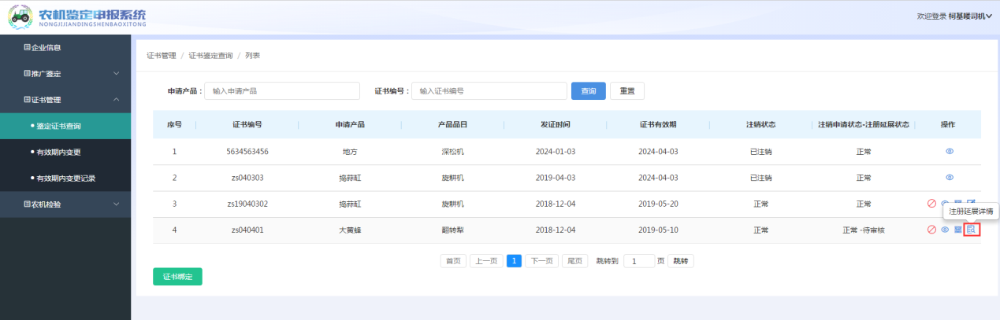 农机鉴定申报系统
NONGJIJIANDINGSHENBAOXITONG
欢迎登录 柯基喽司机
企业信息
推广鉴定
证书管理
鉴定证书查询
有效期内变更
有效期内变更记录
农机检验
证书管理 / 证书鉴定查询 / 列表
申请产品： 输入申请产品 证书编号： 输入证书编号 查询 重置
序号 证书编号 申请产品 产品品目 发证时间 证书有效期 注销状态 注销申请状态-注册延展状态 操作
1 5634563456 地方 深松机 2024-01-03 2024-04-03 已注销 正常
2 zs040303 捣蒜缸 旋耕机 2019-04-03 2024-04-03 已注销 正常
3 zs19040302 捣蒜缸 旋耕机 2018-12-04 2019-05-20 正常 正常
注册延展详情
4 zs040401 大黄蜂 翻转犁 2018-12-04 2019-05-10 正常 正常 -待审核
首页 上一页 1 下一页 尾页 跳转到 1 页 跳转
证书绑定